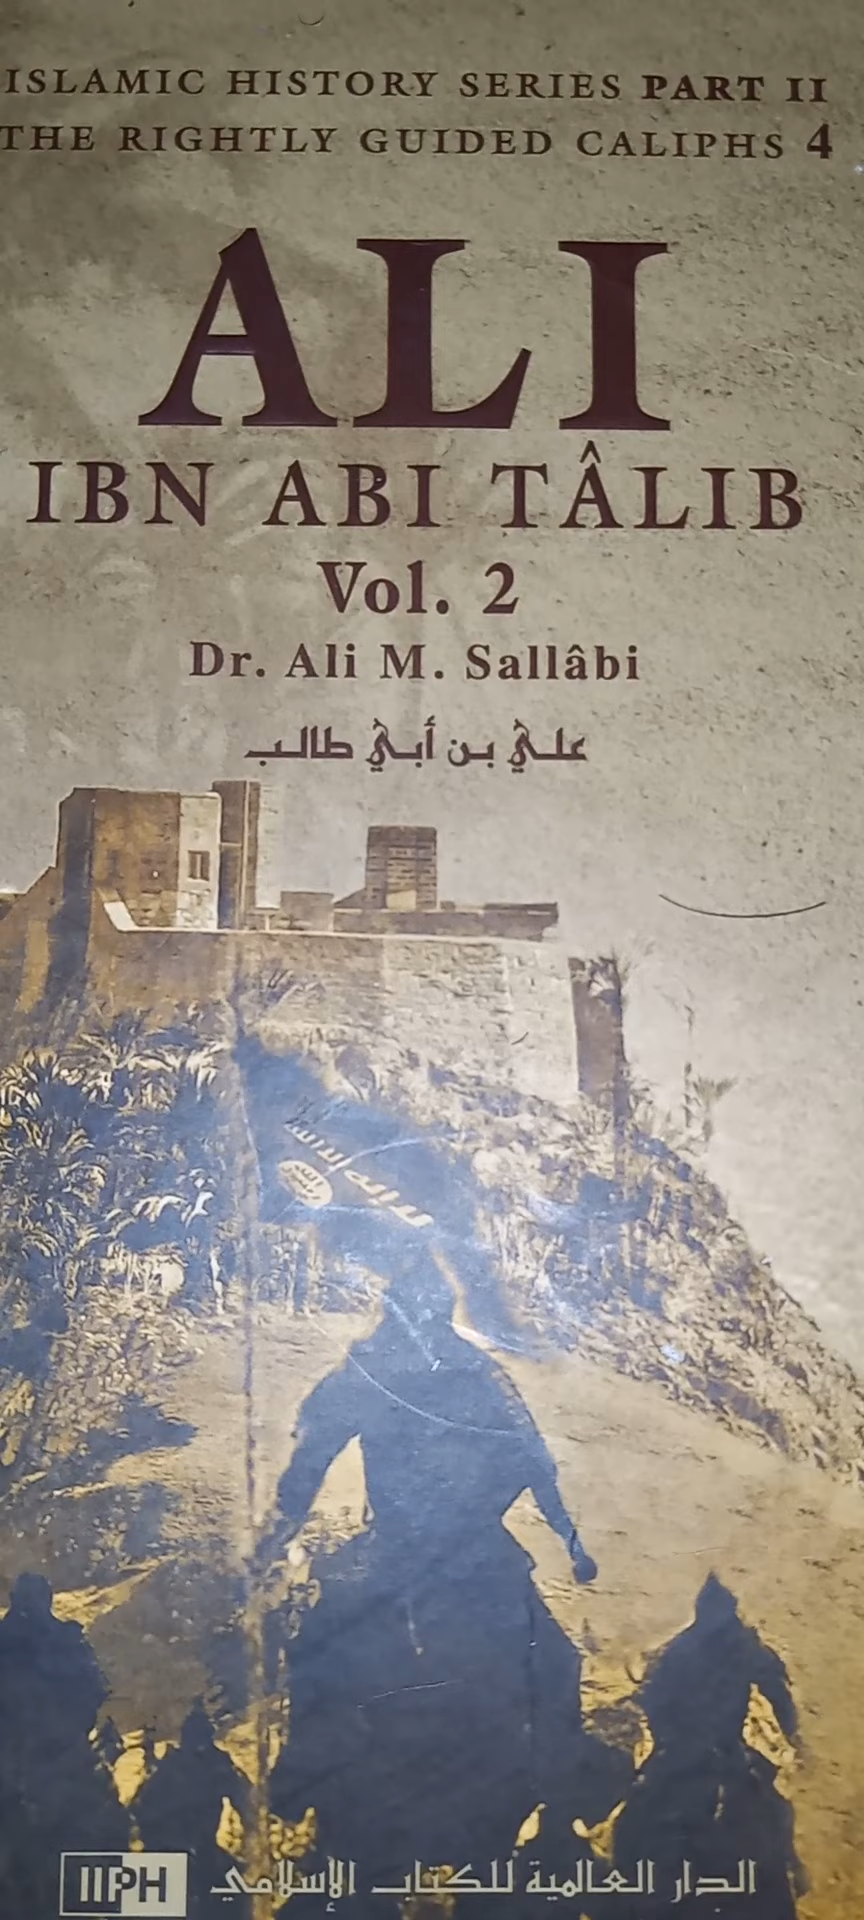 ISLAMIC HISTORY SERIES PART II
THE RIGHTLY GUIDED CALIPHS 4
ALI
IBN ABI TÂLIB
Vol. 2
Dr. Ali M. Sallâbi
علي بن أبي طالب
IIPH الدار العالمية للكتاب الإسلامي